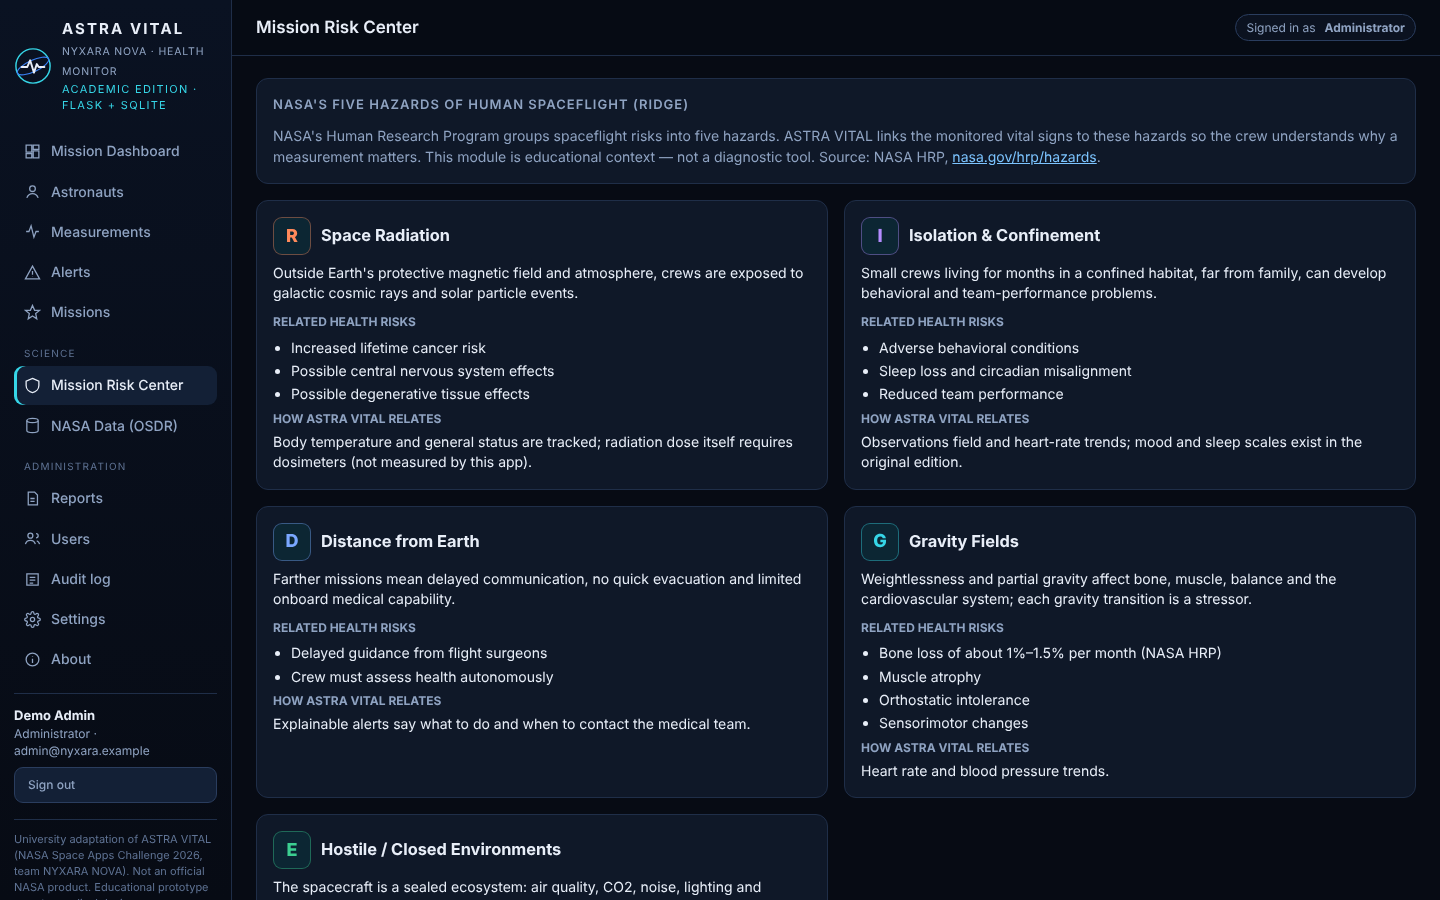 ASTRA VITAL
NYXARA NOVA · HEALTH
MONITOR
ACADEMIC EDITION ·
FLASK + SQLITE
Mission Dashboard
Astronauts
Measurements
Alerts
Missions
SCIENCE
Mission Risk Center
NASA Data (OSDR)
ADMINISTRATION
Reports
Users
Audit log
Settings
About
Demo Admin
Administrator ·
admin@nyxara.example
Sign out
University adaptation of ASTRA VITAL
(NASA Space Apps Challenge 2026,
team NYXARA NOVA). Not an official
NASA product. Educational prototype
Mission Risk Center
Signed in as Administrator
NASA'S FIVE HAZARDS OF HUMAN SPACEFLIGHT (RIDGE)
NASA's Human Research Program groups spaceflight risks into five hazards. ASTRA VITAL links the monitored vital signs to these hazards so the crew understands why a
measurement matters. This module is educational context — not a diagnostic tool. Source: NASA HRP, nasa.gov/hrp/hazards.
R
Space Radiation
Outside Earth's protective magnetic field and atmosphere, crews are exposed to
galactic cosmic rays and solar particle events.
RELATED HEALTH RISKS
• Increased lifetime cancer risk
• Possible central nervous system effects
• Possible degenerative tissue effects
HOW ASTRA VITAL RELATES
Body temperature and general status are tracked; radiation dose itself requires
dosimeters (not measured by this app).
I
Isolation & Confinement
Small crews living for months in a confined habitat, far from family, can develop
behavioral and team-performance problems.
RELATED HEALTH RISKS
• Adverse behavioral conditions
• Sleep loss and circadian misalignment
• Reduced team performance
HOW ASTRA VITAL RELATES
Observations field and heart-rate trends; mood and sleep scales exist in the
original edition.
D
Distance from Earth
Farther missions mean delayed communication, no quick evacuation and limited
onboard medical capability.
RELATED HEALTH RISKS
• Delayed guidance from flight surgeons
• Crew must assess health autonomously
HOW ASTRA VITAL RELATES
Explainable alerts say what to do and when to contact the medical team.
G
Gravity Fields
Weightlessness and partial gravity affect bone, muscle, balance and the
cardiovascular system; each gravity transition is a stressor.
RELATED HEALTH RISKS
• Bone loss of about 1%–1.5% per month (NASA HRP)
• Muscle atrophy
• Orthostatic intolerance
• Sensorimotor changes
HOW ASTRA VITAL RELATES
Heart rate and blood pressure trends.
E
Hostile / Closed Environments
The spacecraft is a sealed ecosystem: air quality, CO2, noise, lighting and